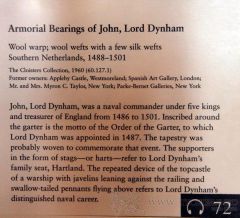 Armorial Bearings of John, Lord Dynham
Wool warp; wool wefts with a few silk wefts
Southern Netherlands, 1488–1501
The Cloisters Collection, 1960 (60.127.1)
Former owners: Appleby Castle, Westmoreland; Spanish Art Gallery, London;
Mr. and Mrs. Myron C. Taylor, New York; Parke-Bernet Galleries, New York
John, Lord Dynham, was a naval commander under five kings
and treasurer of England from 1486 to 1501. Inscribed around
the garter is the motto of the Order of the Garter, to which
Lord Dynham was appointed in 1487. The tapestry was
probably woven to commemorate that event. The supporters
in the form of stags—or harts—refer to Lord Dynham's
family seat, Hartland. The repeated device of the topcastle
of a warship with javelins leaning against the railing and
swallow-tailed pennants flying above refers to Lord Dynham's
distinguished naval career.
72